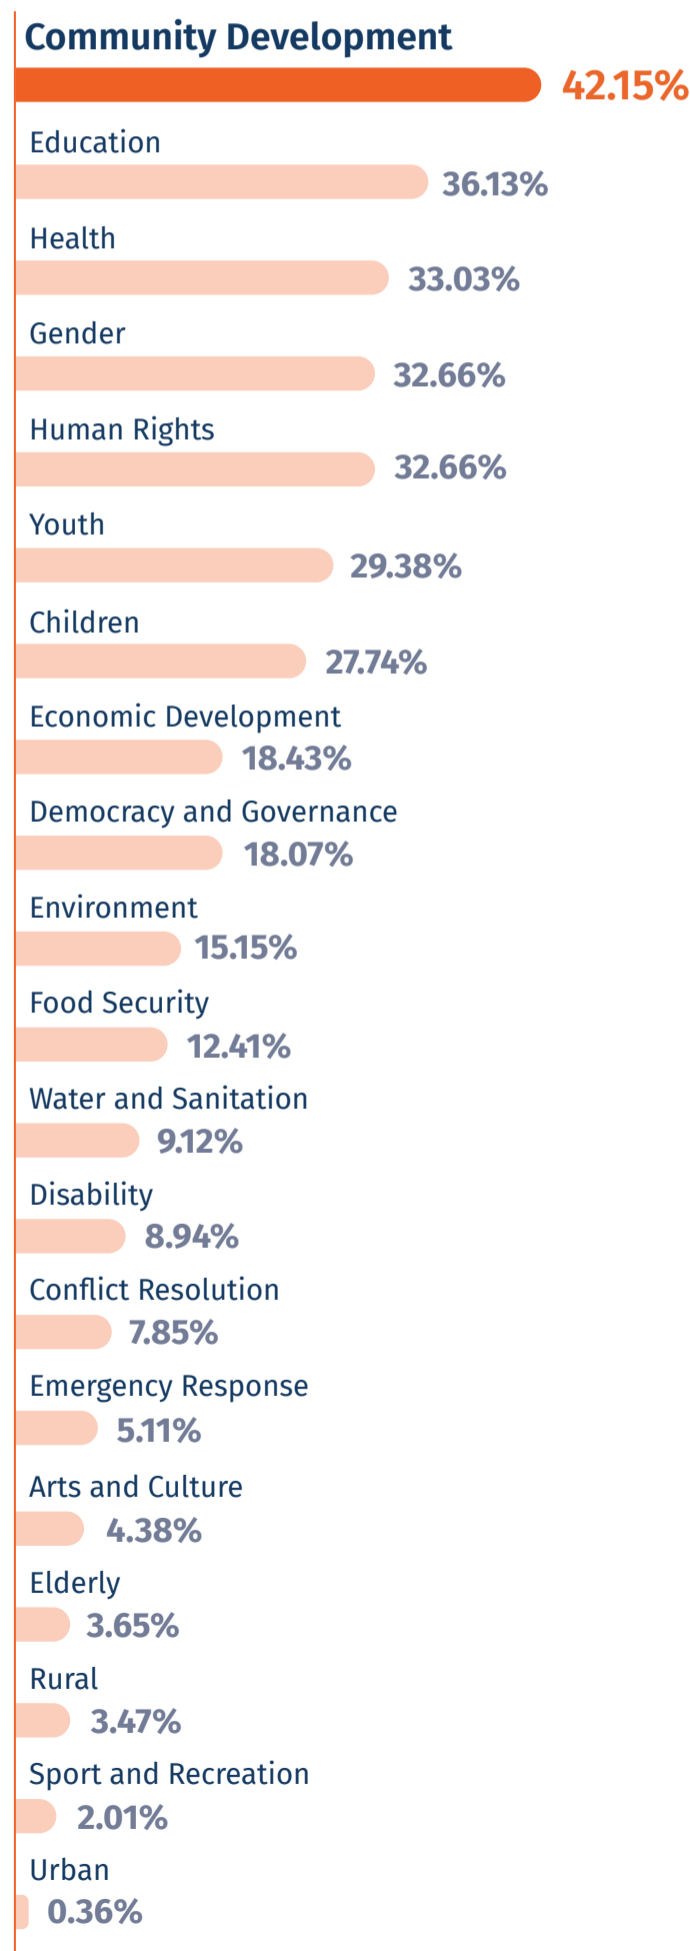 Community Development
42.15%
Education
36.13%
Health
33.03%
Gender
32.66%
Human Rights
32.66%
Youth
29.38%
Children
27.74%
Economic Development
18.43%
Democracy and Governance
18.07%
Environment
15.15%
Food Security
12.41%
Water and Sanitation
9.12%
Disability
8.94%
Conflict Resolution
7.85%
Emergency Response
5.11%
Arts and Culture
4.38%
Elderly
3.65%
Rural
3.47%
Sport and Recreation
2.01%
Urban
0.36%